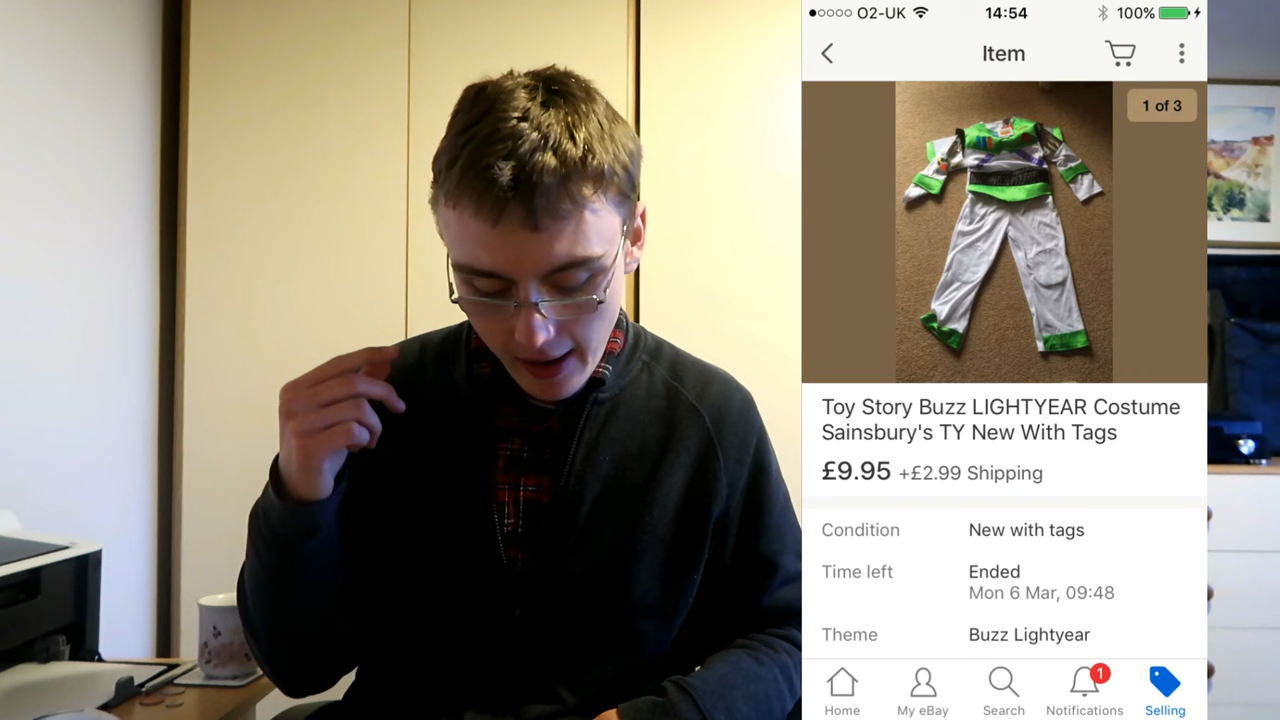 O2-UK 14:54 100%
Item
1 of 3
Toy Story Buzz LIGHTYEAR Costume
Sainsbury's TY New With Tags
£9.95 +£2.99 Shipping
Condition New with tags
Time left Ended
Mon 6 Mar, 09:48
Theme Buzz Lightyear
1
Home My eBay Search Notifications Selling